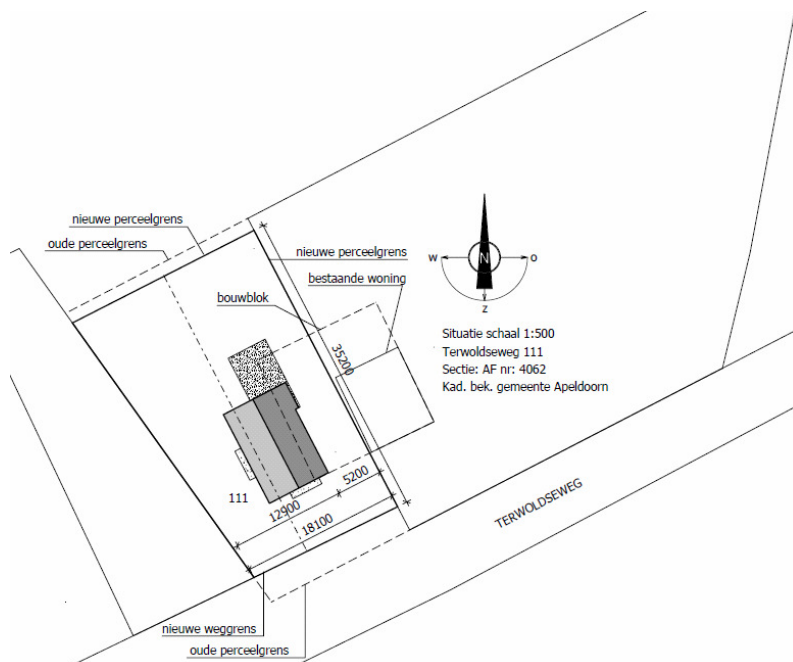 nieuwe perceelgrens
oude perceelgrens
nieuwe perceelgrens
bestaande woning
bouwblok
W
N
O
Z
Situatie schaal 1:500
Terwoldseweg 111
Sectie: AF nr: 4062
Kad. bek. gemeente Apeldoorn
35200
111
12900
5200
18100
TERWOLDSEWEG
nieuwe weggrens
oude perceelgrens